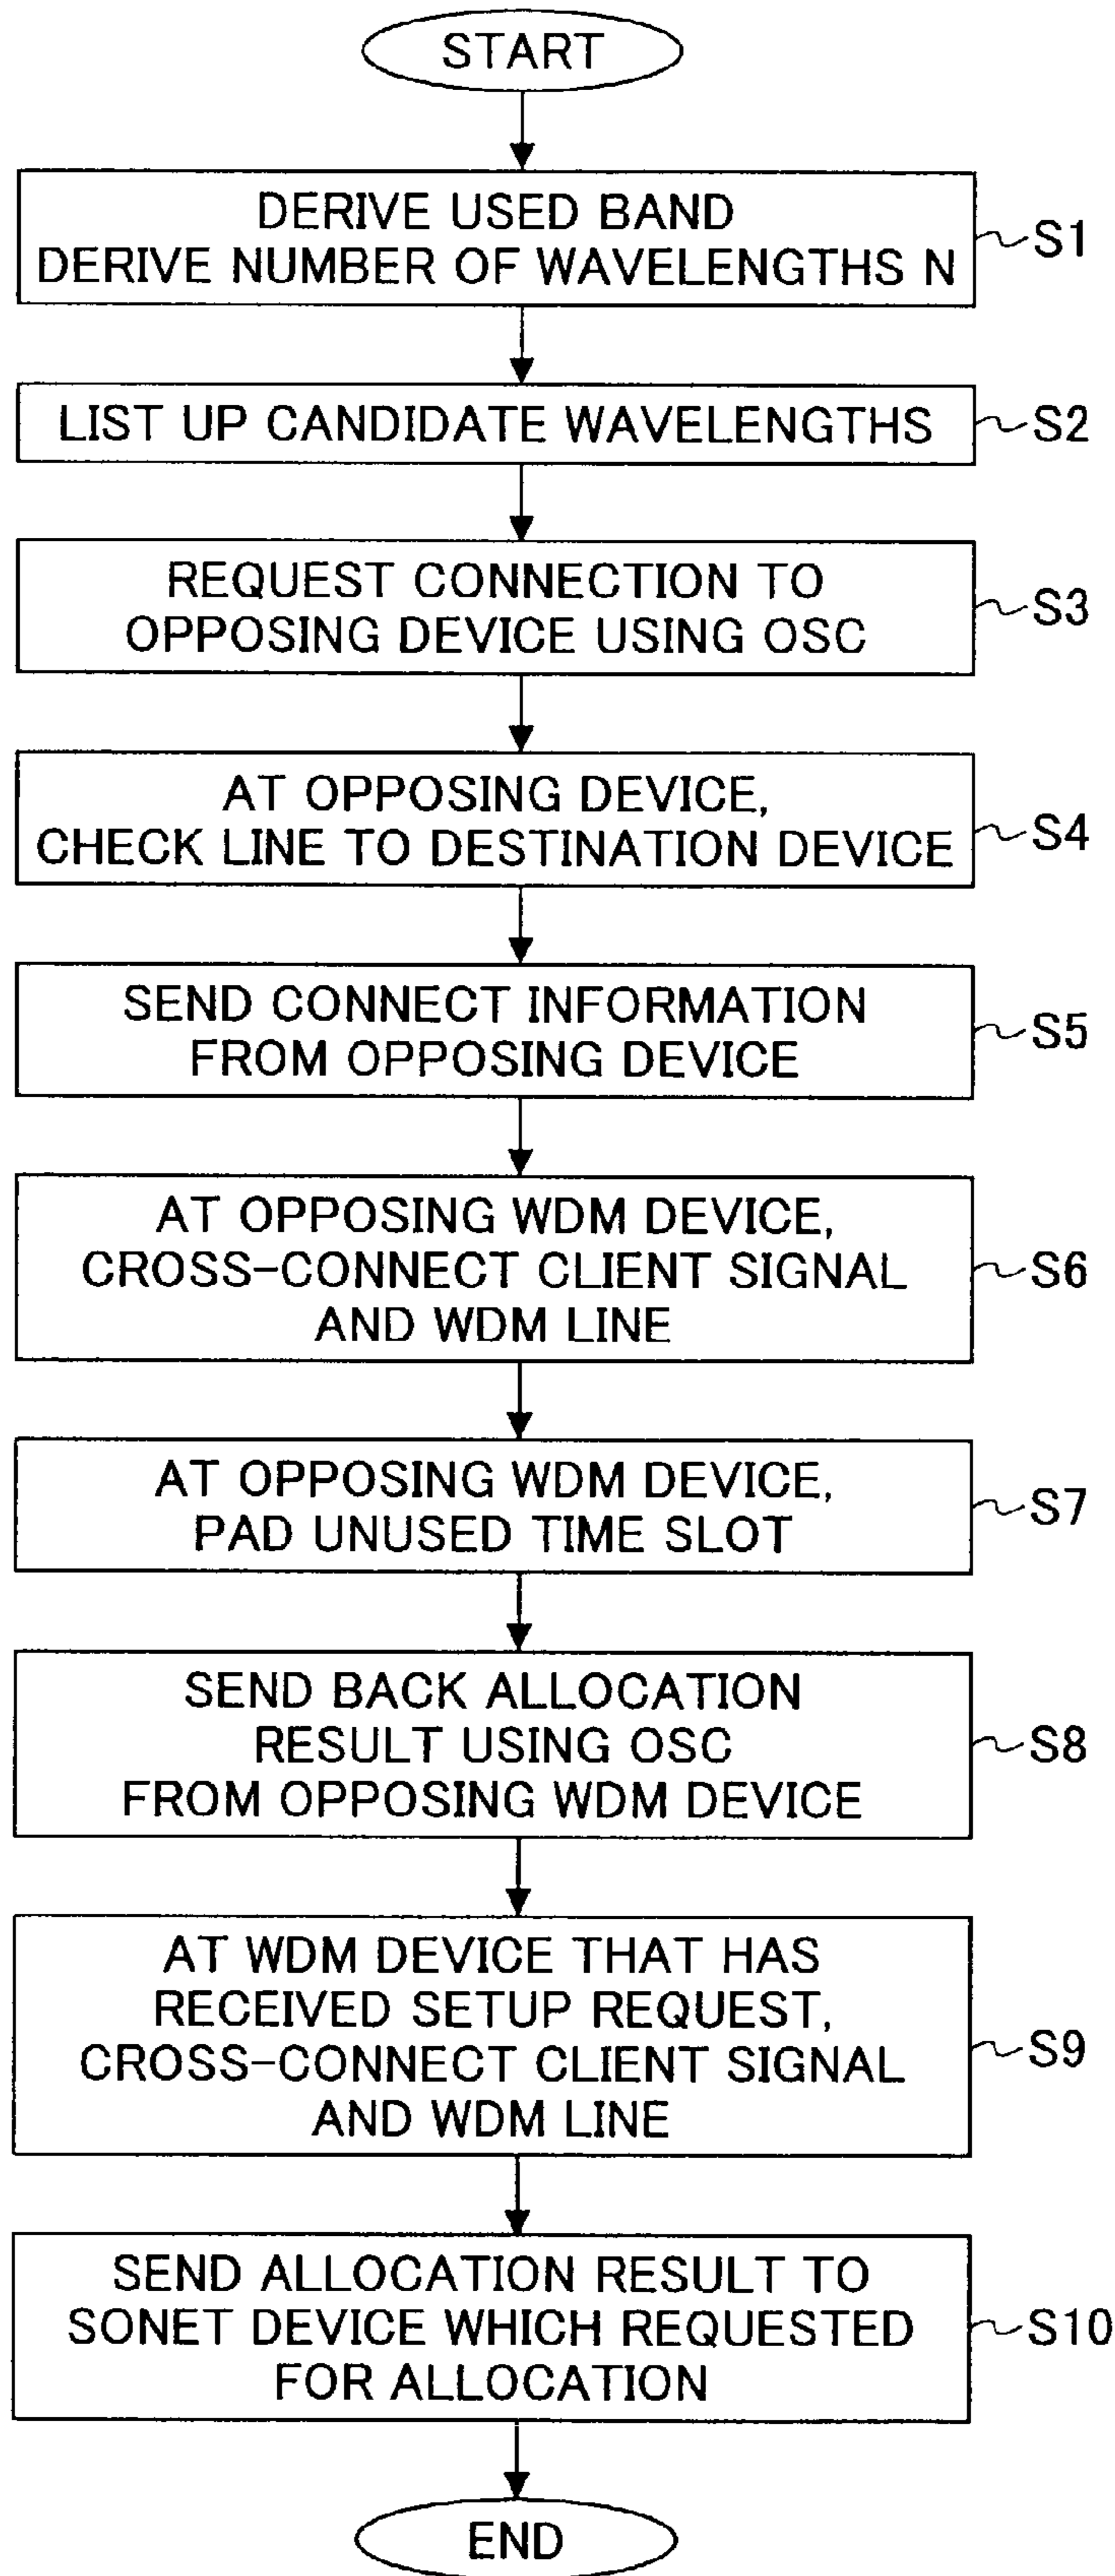 START
DERIVE USED BAND
DERIVE NUMBER OF WAVELENGTHS N
S1
LIST UP CANDIDATE WAVELENGTHS
S2
REQUEST CONNECTION TO
OPPOSING DEVICE USING OSC
S3
AT OPPOSING DEVICE,
CHECK LINE TO DESTINATION DEVICE
S4
SEND CONNECT INFORMATION
FROM OPPOSING DEVICE
S5
AT OPPOSING WDM DEVICE,
CROSS-CONNECT CLIENT SIGNAL
AND WDM LINE
S6
AT OPPOSING WDM DEVICE,
PAD UNUSED TIME SLOT
S7
SEND BACK ALLOCATION
RESULT USING OSC
FROM OPPOSING WDM DEVICE
S8
AT WDM DEVICE THAT HAS
RECEIVED SETUP REQUEST,
CROSS-CONNECT CLIENT SIGNAL
AND WDM LINE
S9
SEND ALLOCATION RESULT TO
SONET DEVICE WHICH REQUESTED
FOR ALLOCATION
S10
END